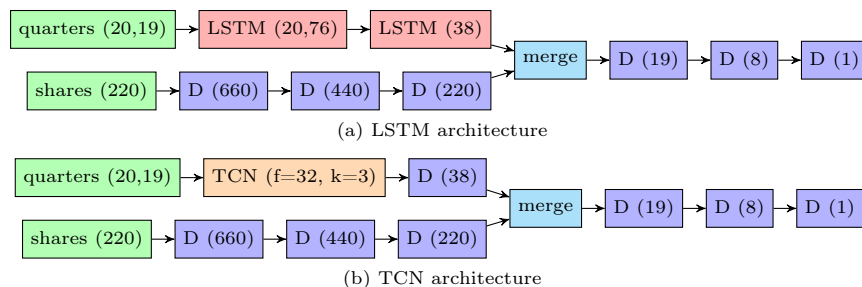 quarters (20,19) LSTM (20,76) LSTM (38)
merge D (19) D (8) D (1)
shares (220) D (660) D (440) D (220)
(a) LSTM architecture
quarters (20,19) TCN (f=32, k=3) D (38)
merge D (19) D (8) D (1)
shares (220) D (660) D (440) D (220)
(b) TCN architecture